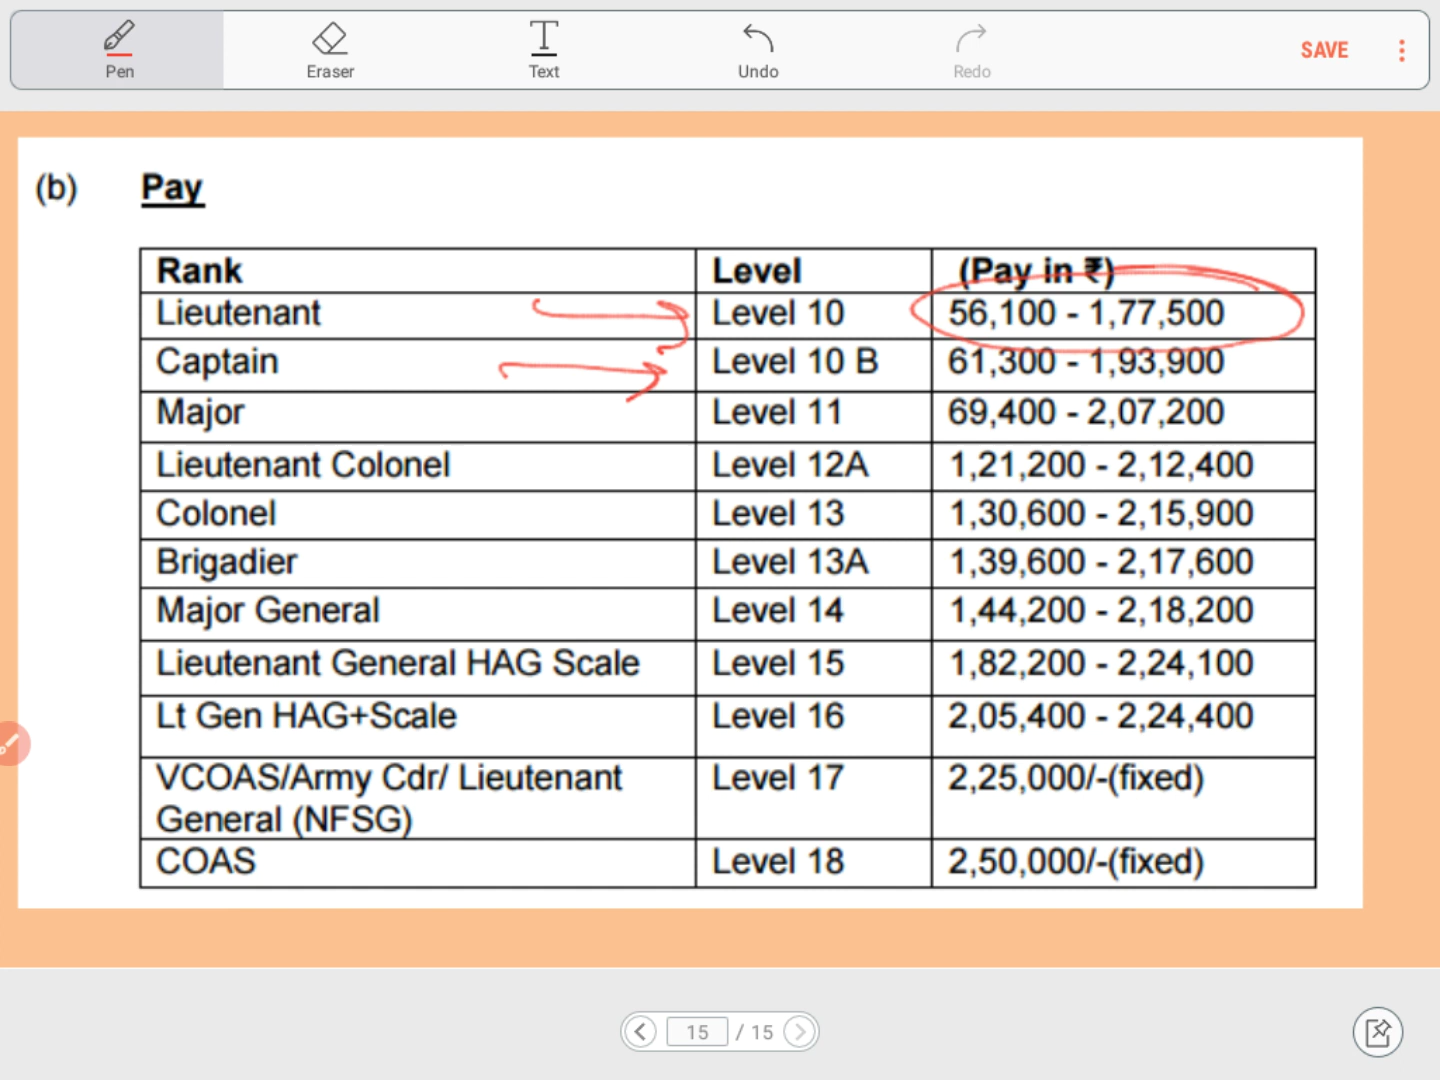 Pen Eraser Text Undo Redo SAVE
(b) Pay
Rank Level (Pay in ₹)
Lieutenant Level 10 56,100 - 1,77,500
Captain Level 10 B 61,300 - 1,93,900
Major Level 11 69,400 - 2,07,200
Lieutenant Colonel Level 12A 1,21,200 - 2,12,400
Colonel Level 13 1,30,600 - 2,15,900
Brigadier Level 13A 1,39,600 - 2,17,600
Major General Level 14 1,44,200 - 2,18,200
Lieutenant General HAG Scale Level 15 1,82,200 - 2,24,100
Lt Gen HAG+Scale Level 16 2,05,400 - 2,24,400
VCOAS/Army Cdr/ Lieutenant Level 17 2,25,000/-(fixed)
General (NFSG)
COAS Level 18 2,50,000/-(fixed)
15 / 15